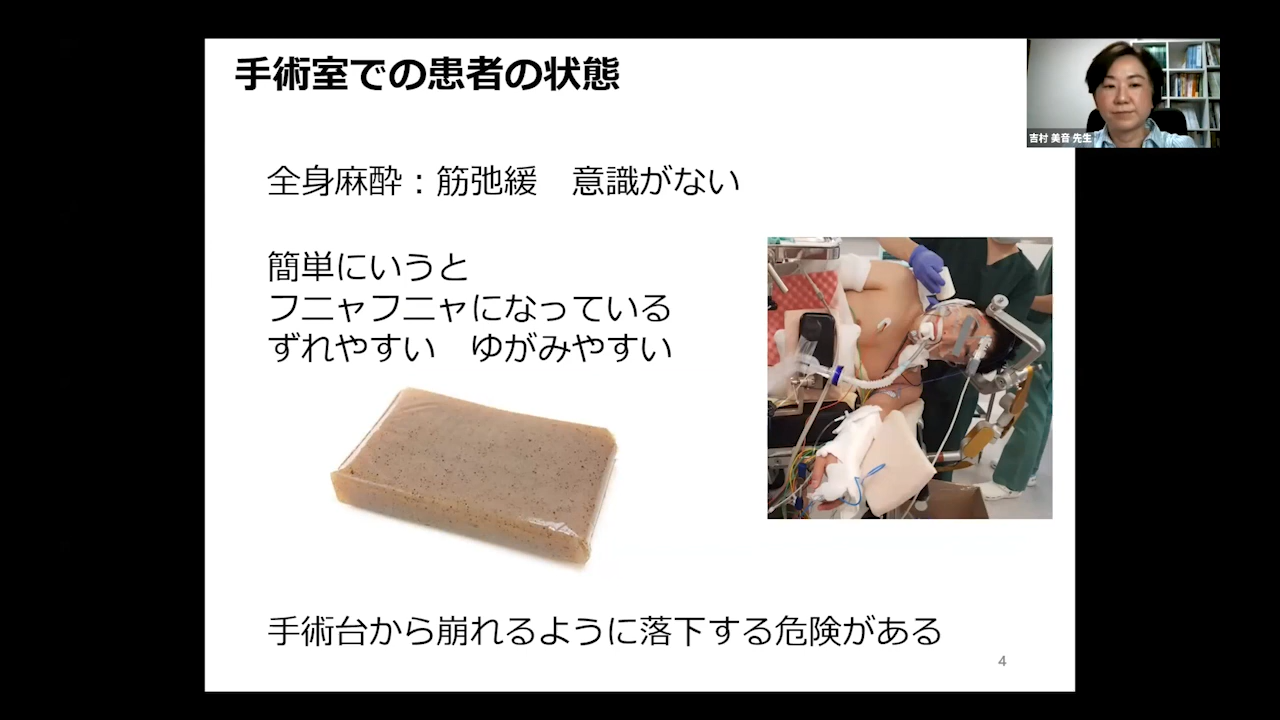 手術室での患者の状態
吉村 美音 先生
全身麻酔：筋弛緩　意識がない
簡単にいうと
フニャフニャになっている
ずれやすい　ゆがみやすい
手術台から崩れるように落下する危険がある
4